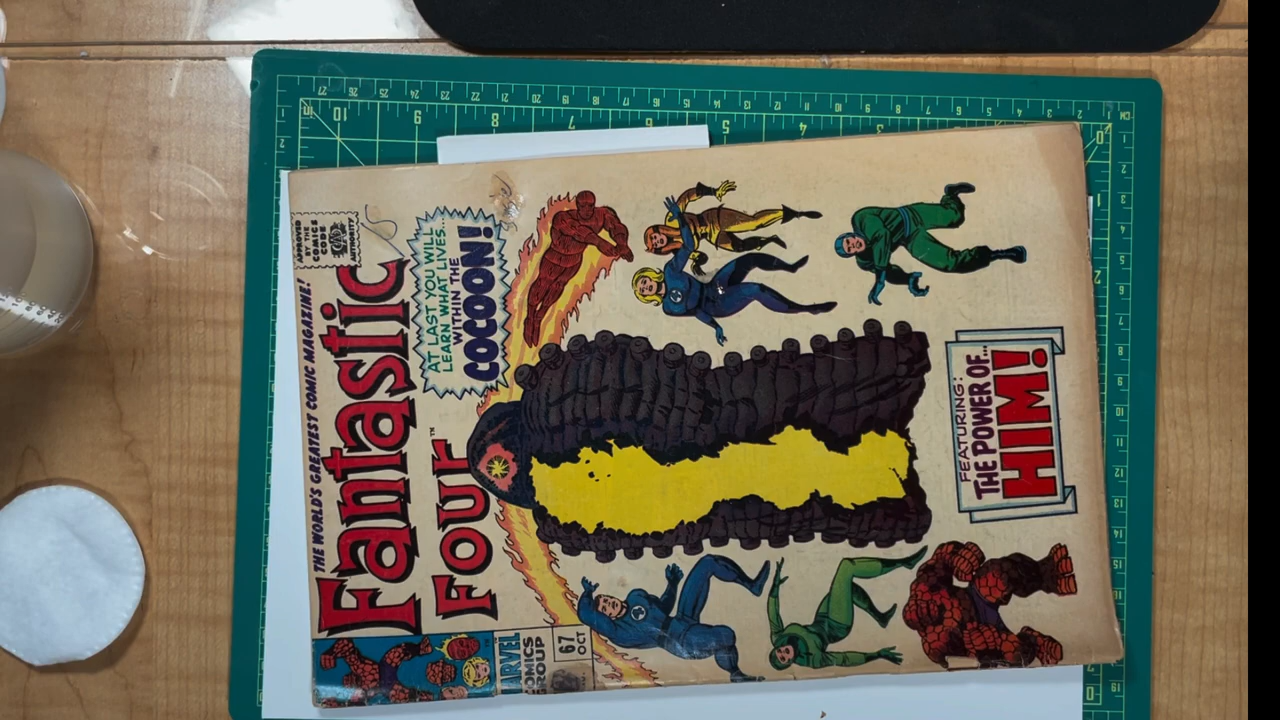 THE WORLD'S GREATEST COMIC MAGAZINE!
APPROVED
BY THE
COMICS
CODE
AUTHORITY
Fantastic
FOUR™
MARVEL
COMICS
GROUP
67
OCT
AT LAST YOU WILL
LEARN WHAT LIVES...
WITHIN THE
COCOON!
FEATURING:
THE POWER OF...
HIM!